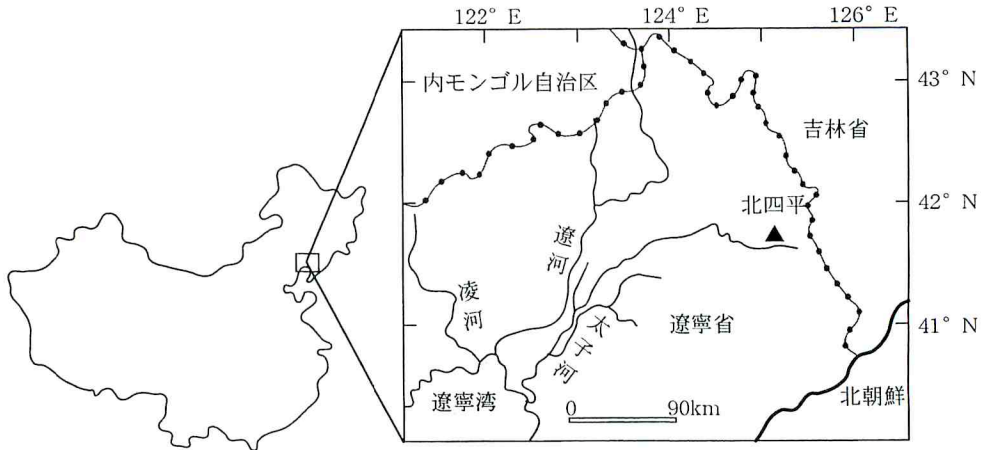 122° E 124° E 126° E
内モンゴル自治区
43° N
吉林省
42° N
北四平
遼河
凌河
太子河
遼寧省
41° N
遼寧湾
0 90km
北朝鮮